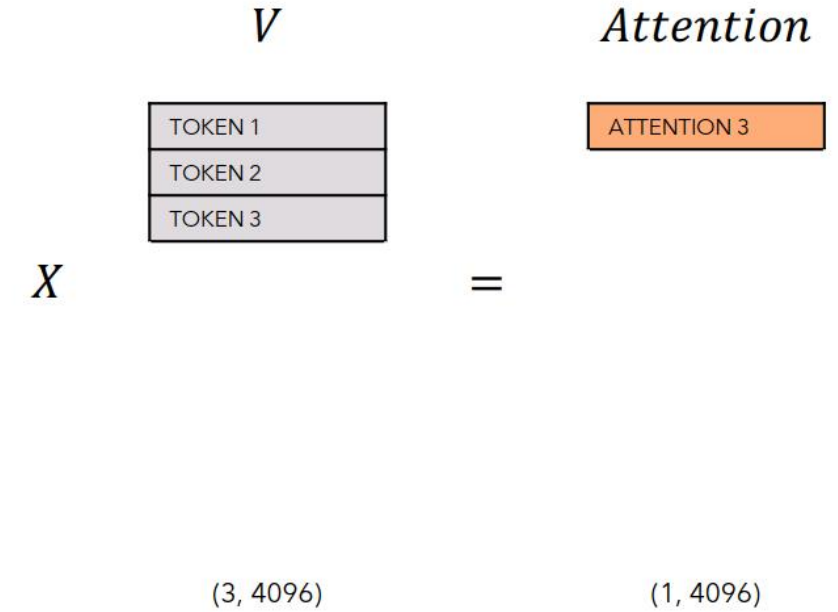 V Attention
TOKEN 1 ATTENTION 3
TOKEN 2
TOKEN 3
X =
(3, 4096) (1, 4096)